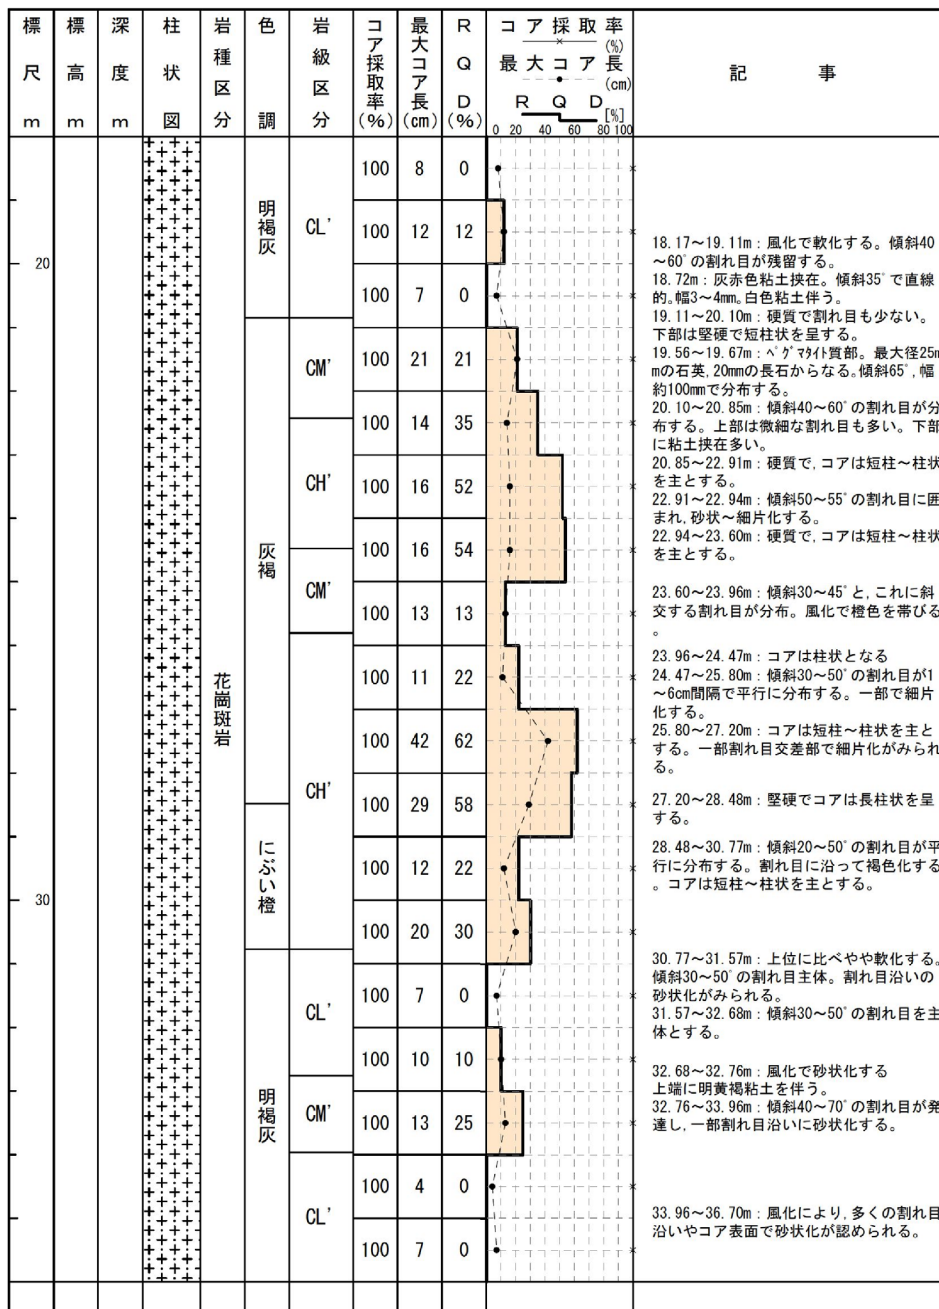 標尺m
標高m
深度m
柱状図
岩種区分
色調
岩級区分
コア採取率(%)
最大コア長(cm)
RQD(%)
コア採取率(%)
最大コア長(cm)
RQD[%]
0 20 40 60 80 100
記事
20
30
花崗斑岩
明褐灰
灰褐
にぶい橙
明褐灰
CL'
CM'
CH'
CM'
CH'
CL'
CM'
CL'
100 8 0
100 12 12
100 7 0
100 21 21
100 14 35
100 16 52
100 16 54
100 13 13
100 11 22
100 42 62
100 29 58
100 12 22
100 20 30
100 7 0
100 10 10
100 13 25
100 4 0
100 7 0
18.17～19.11m：風化で軟化する。傾斜40
～60°の割れ目が残留する。
18.72m：灰赤色粘土挟在。傾斜35°で直線
的。幅3～4mm。白色粘土伴う。
19.11～20.10m：硬質で割れ目も少ない。
下部は堅硬で短柱状を呈する。
19.56～19.67m：ペグマタイト質部。最大径25m
mの石英,20mmの長石からなる。傾斜65°,幅
約100mmで分布する。
20.10～20.85m：傾斜40～60°の割れ目が分
布する。上部は微細な割れ目も多い。下部
に粘土挟在多い。
20.85～22.91m：硬質で,コアは短柱～柱状
を主とする。
22.91～22.94m：傾斜50～55°の割れ目に囲
まれ,砂状～細片化する。
22.94～23.60m：硬質で,コアは短柱～柱状
を主とする。
23.60～23.96m：傾斜30～45°と,これに斜
交する割れ目が分布。風化で橙色を帯びる
。
23.96～24.47m：コアは柱状となる
24.47～25.80m：傾斜30～50°の割れ目が1
～6cm間隔で平行に分布する。一部で細片
化する。
25.80～27.20m：コアは短柱～柱状を主と
する。一部割れ目交差部で細片化がみられ
る。
27.20～28.48m：堅硬でコアは長柱状を呈
する。
28.48～30.77m：傾斜20～50°の割れ目が平
行に分布する。割れ目に沿って褐色化する
。コアは短柱～柱状を主とする。
30.77～31.57m：上位に比べやや軟化する。
傾斜30～50°の割れ目主体。割れ目沿いの
砂状化がみられる。
31.57～32.68m：傾斜30～50°の割れ目を主
体とする。
32.68～32.76m：風化で砂状化する
上端に明黄褐粘土を伴う。
32.76～33.96m：傾斜40～70°の割れ目が発
達し,一部割れ目沿いに砂状化する。
33.96～36.70m：風化により,多くの割れ目
沿いやコア表面で砂状化が認められる。